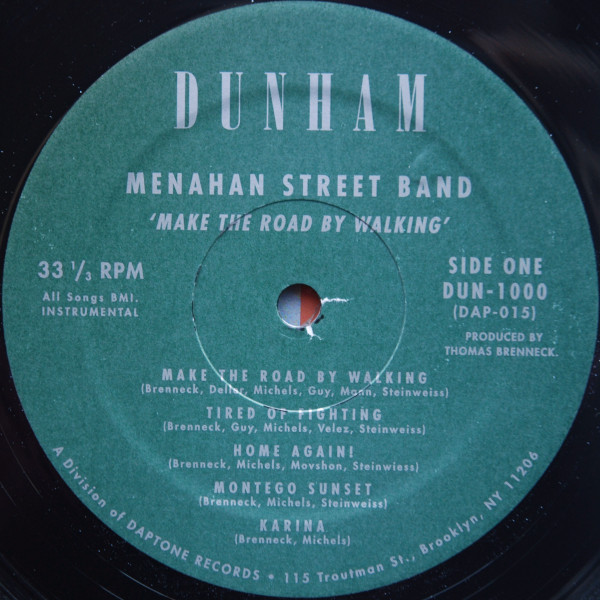 DUNHAM
MENAHAN STREET BAND
'MAKE THE ROAD BY WALKING'
33 1/3 RPM
All Songs BMI.
INSTRUMENTAL
SIDE ONE
DUN-1000
(DAP-015)
PRODUCED BY
THOMAS BRENNECK.
MAKE THE ROAD BY WALKING
(Brenneck, Deller, Michels, Guy, Mann, Steinweiss)
TIRED OF FIGHTING
(Brenneck, Guy, Michels, Velez, Steinweiss)
HOME AGAIN!
(Brenneck, Michels, Movshon, Steinwiess)
MONTEGO SUNSET
(Brenneck, Michels, Steinweiss)
KARINA
(Brenneck, Michels)
A Division of DAPTONE RECORDS • 115 Troutman St., Brooklyn, NY 11206